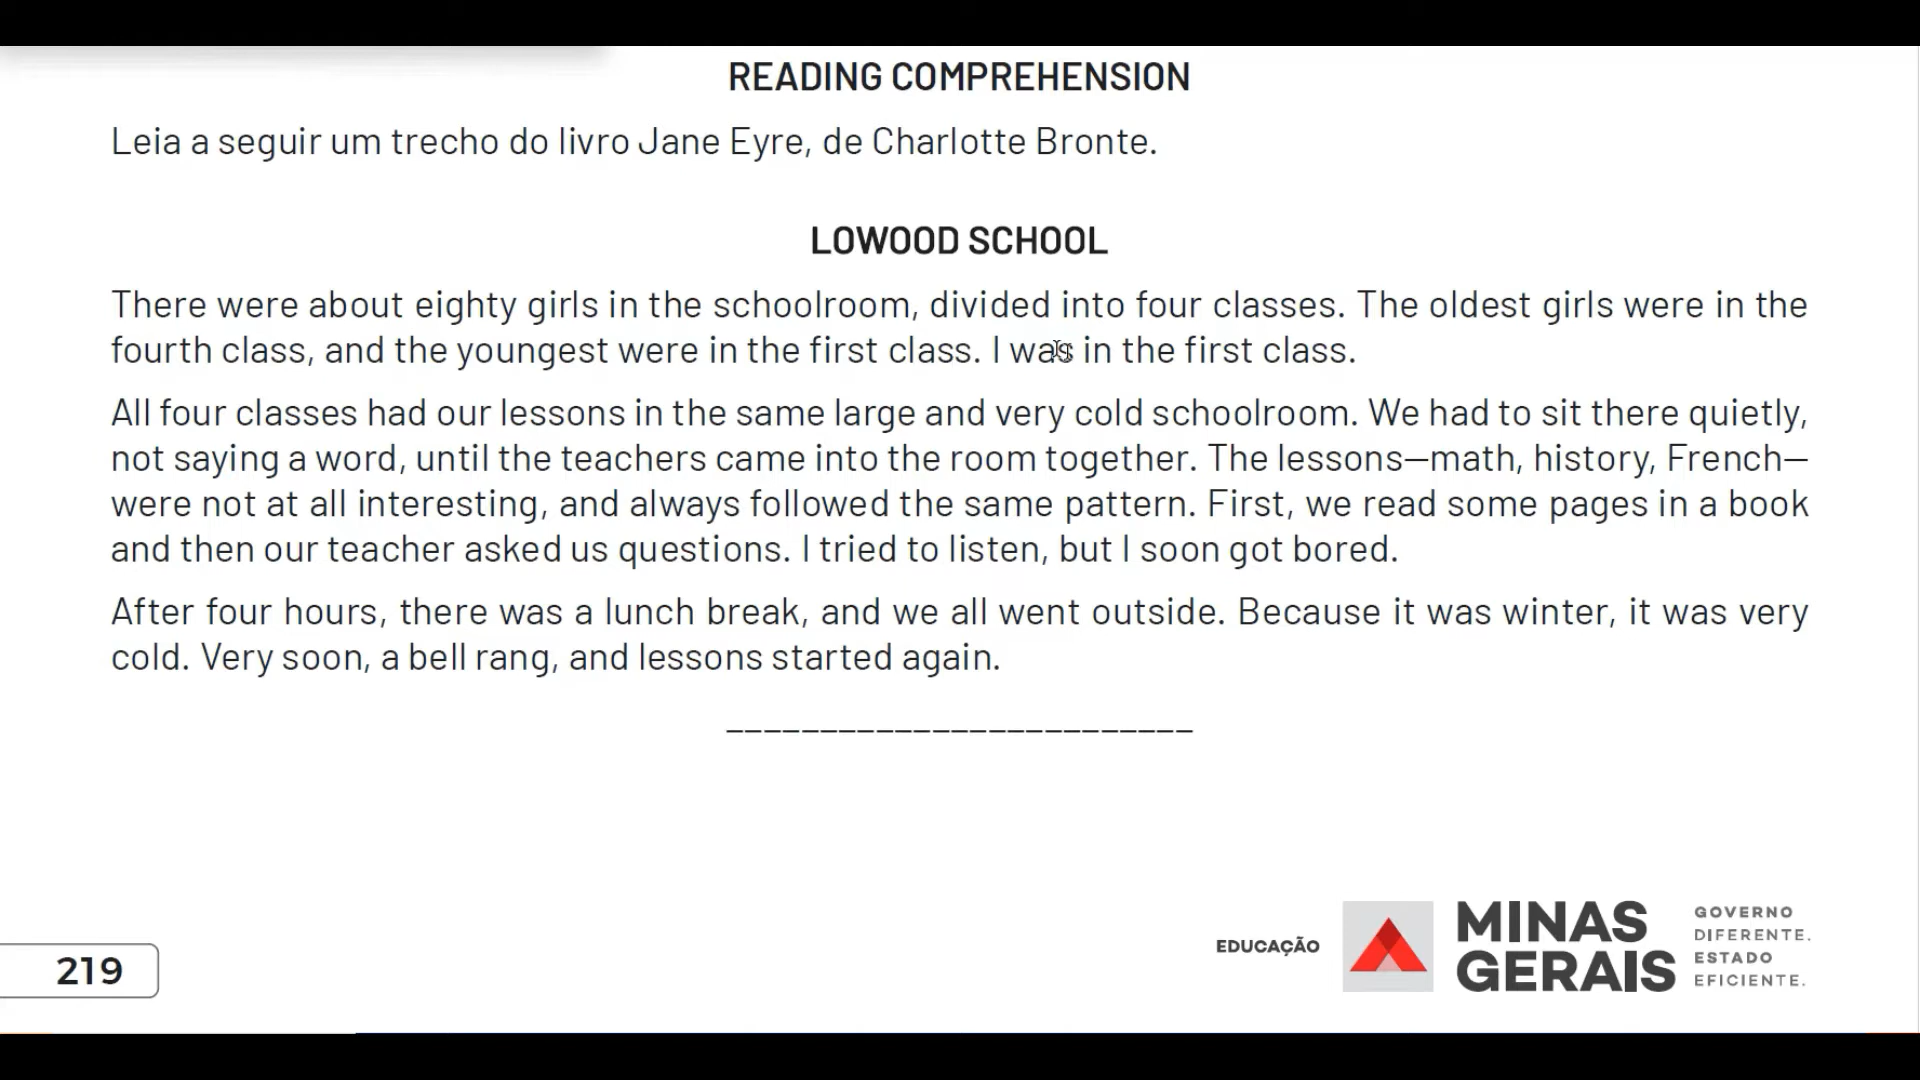 READING COMPREHENSION
Leia a seguir um trecho do livro Jane Eyre, de Charlotte Bronte.
LOWOOD SCHOOL
There were about eighty girls in the schoolroom, divided into four classes. The oldest girls were in the
fourth class, and the youngest were in the first class. I was in the first class.
All four classes had our lessons in the same large and very cold schoolroom. We had to sit there quietly,
not saying a word, until the teachers came into the room together. The lessons—math, history, French—
were not at all interesting, and always followed the same pattern. First, we read some pages in a book
and then our teacher asked us questions. I tried to listen, but I soon got bored.
After four hours, there was a lunch break, and we all went outside. Because it was winter, it was very
cold. Very soon, a bell rang, and lessons started again.
_________________________
219
EDUCAÇÃO
MINAS
GERAIS
GOVERNO
DIFERENTE.
ESTADO
EFICIENTE.